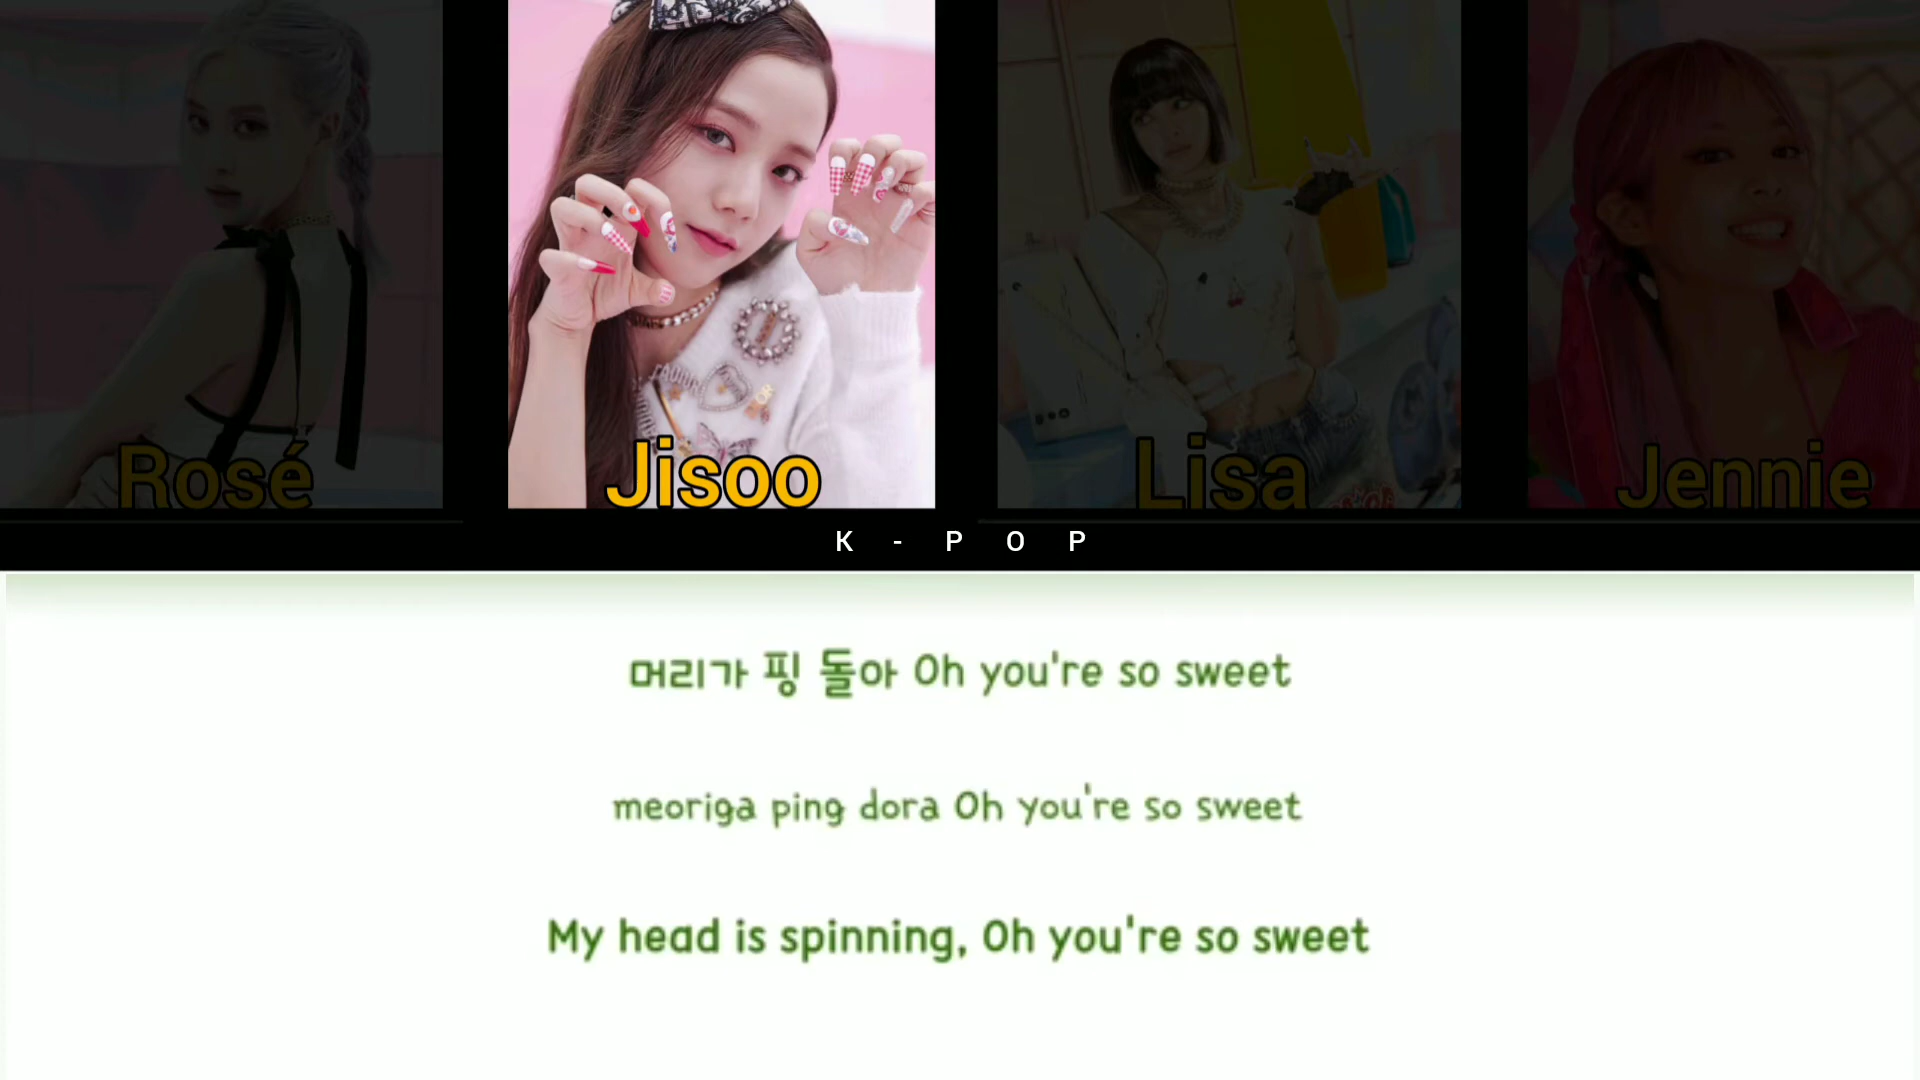 Rosé
Jisoo
Lisa
Jennie
K - P O P
머리가 핑 돌아 Oh you're so sweet
meoriga ping dora Oh you're so sweet
My head is spinning, Oh you're so sweet